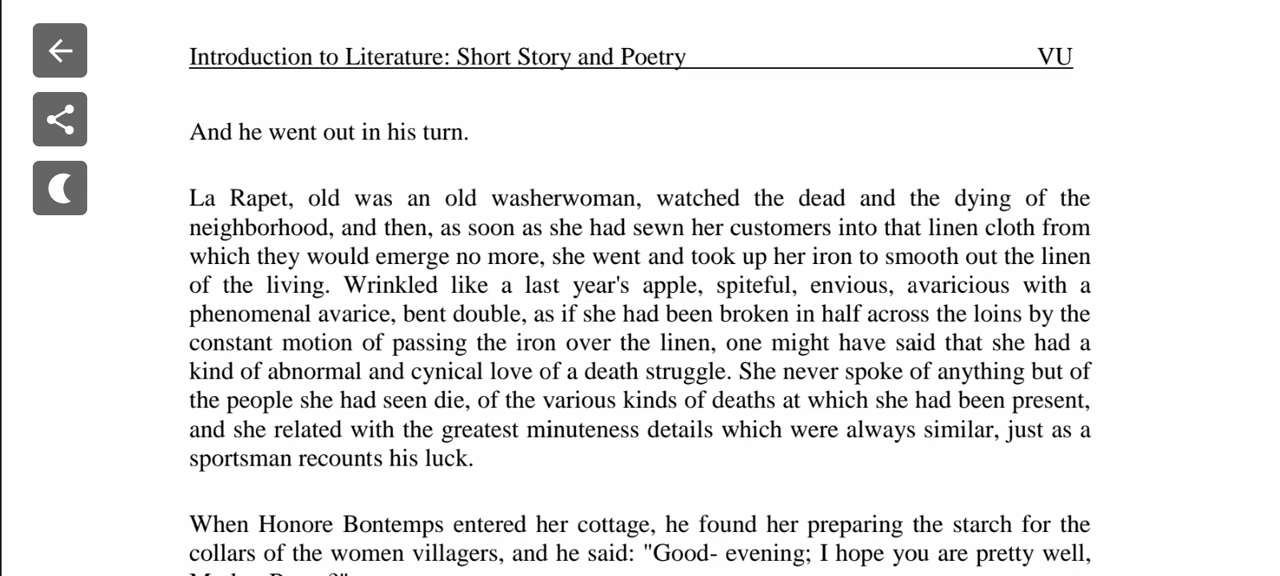 Introduction to Literature: Short Story and Poetry VU
And he went out in his turn.
La Rapet, old was an old washerwoman, watched the dead and the dying of the
neighborhood, and then, as soon as she had sewn her customers into that linen cloth from
which they would emerge no more, she went and took up her iron to smooth out the linen
of the living. Wrinkled like a last year's apple, spiteful, envious, avaricious with a
phenomenal avarice, bent double, as if she had been broken in half across the loins by the
constant motion of passing the iron over the linen, one might have said that she had a
kind of abnormal and cynical love of a death struggle. She never spoke of anything but of
the people she had seen die, of the various kinds of deaths at which she had been present,
and she related with the greatest minuteness details which were always similar, just as a
sportsman recounts his luck.
When Honore Bontemps entered her cottage, he found her preparing the starch for the
collars of the women villagers, and he said: "Good- evening; I hope you are pretty well,